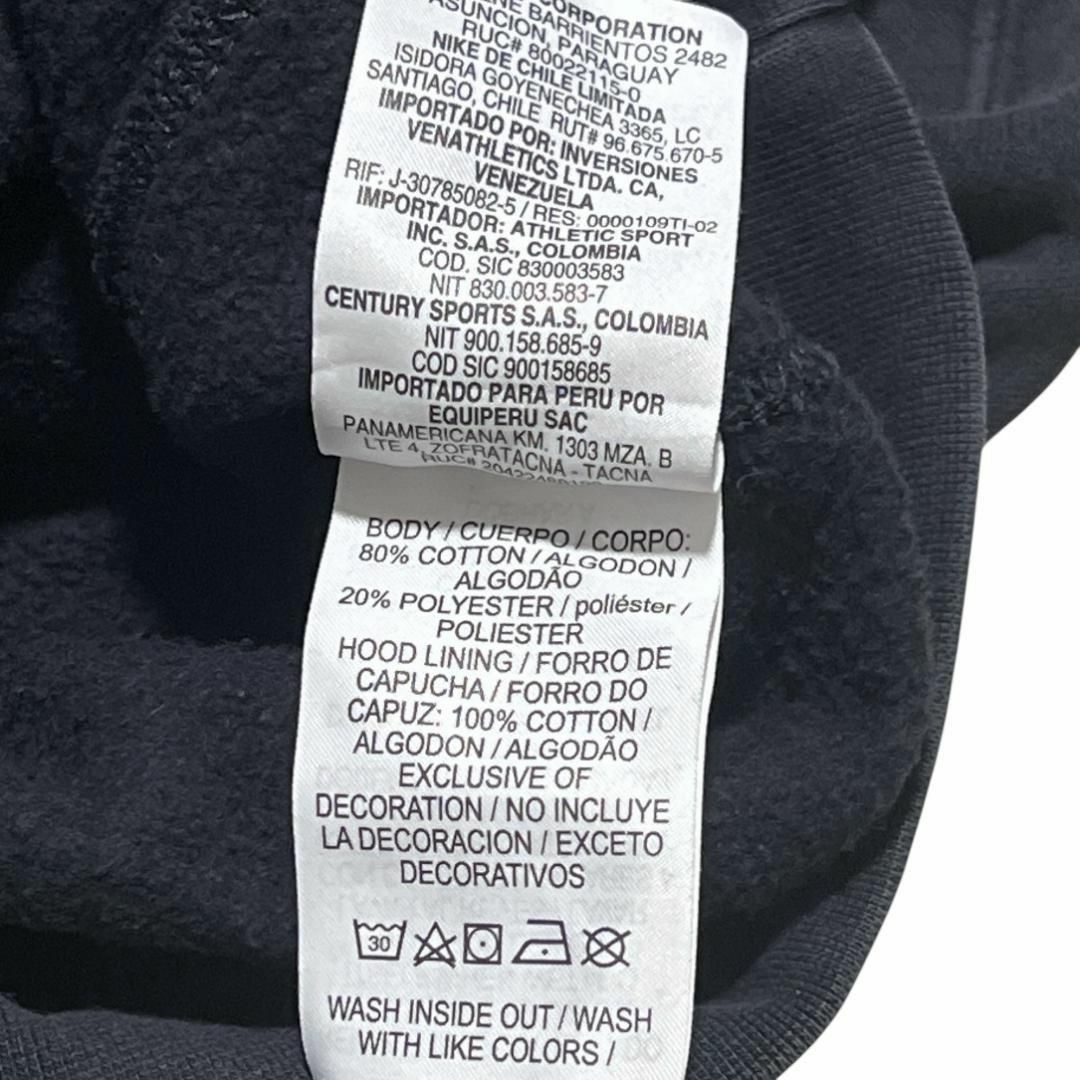 CORPORATION
BARRIENTOS 2482
ASUNCION, PARAGUAY
RUC# 80022115-0
NIKE DE CHILE LIMITADA
ISIDORA GOYENECHEA 3365, LC
SANTIAGO, CHILE RUT# 96.675.670-5
IMPORTADO POR: INVERSIONES
VENATHLETICS LTDA. CA,
VENEZUELA
RIF: J-30785082-5 / RES: 0000109TI-02
IMPORTADOR: ATHLETIC SPORT
INC. S.A.S., COLOMBIA
COD. SIC 830003583
NIT 830.003.583-7
CENTURY SPORTS S.A.S., COLOMBIA
NIT 900.158.685-9
COD SIC 900158685
IMPORTADO PARA PERU POR
EQUIPERU SAC
PANAMERICANA KM. 1303 MZA. B
LTE 4, ZOFRATACNA - TACNA
RUC#
BODY / CUERPO / CORPO:
80% COTTON / ALGODON /
ALGODÃO
20% POLYESTER / poliéster /
POLIESTER
HOOD LINING / FORRO DE
CAPUCHA / FORRO DO
CAPUZ: 100% COTTON /
ALGODON / ALGODÃO
EXCLUSIVE OF
DECORATION / NO INCLUYE
LA DECORACION / EXCETO
DECORATIVOS
30
WASH INSIDE OUT / WASH
WITH LIKE COLORS /